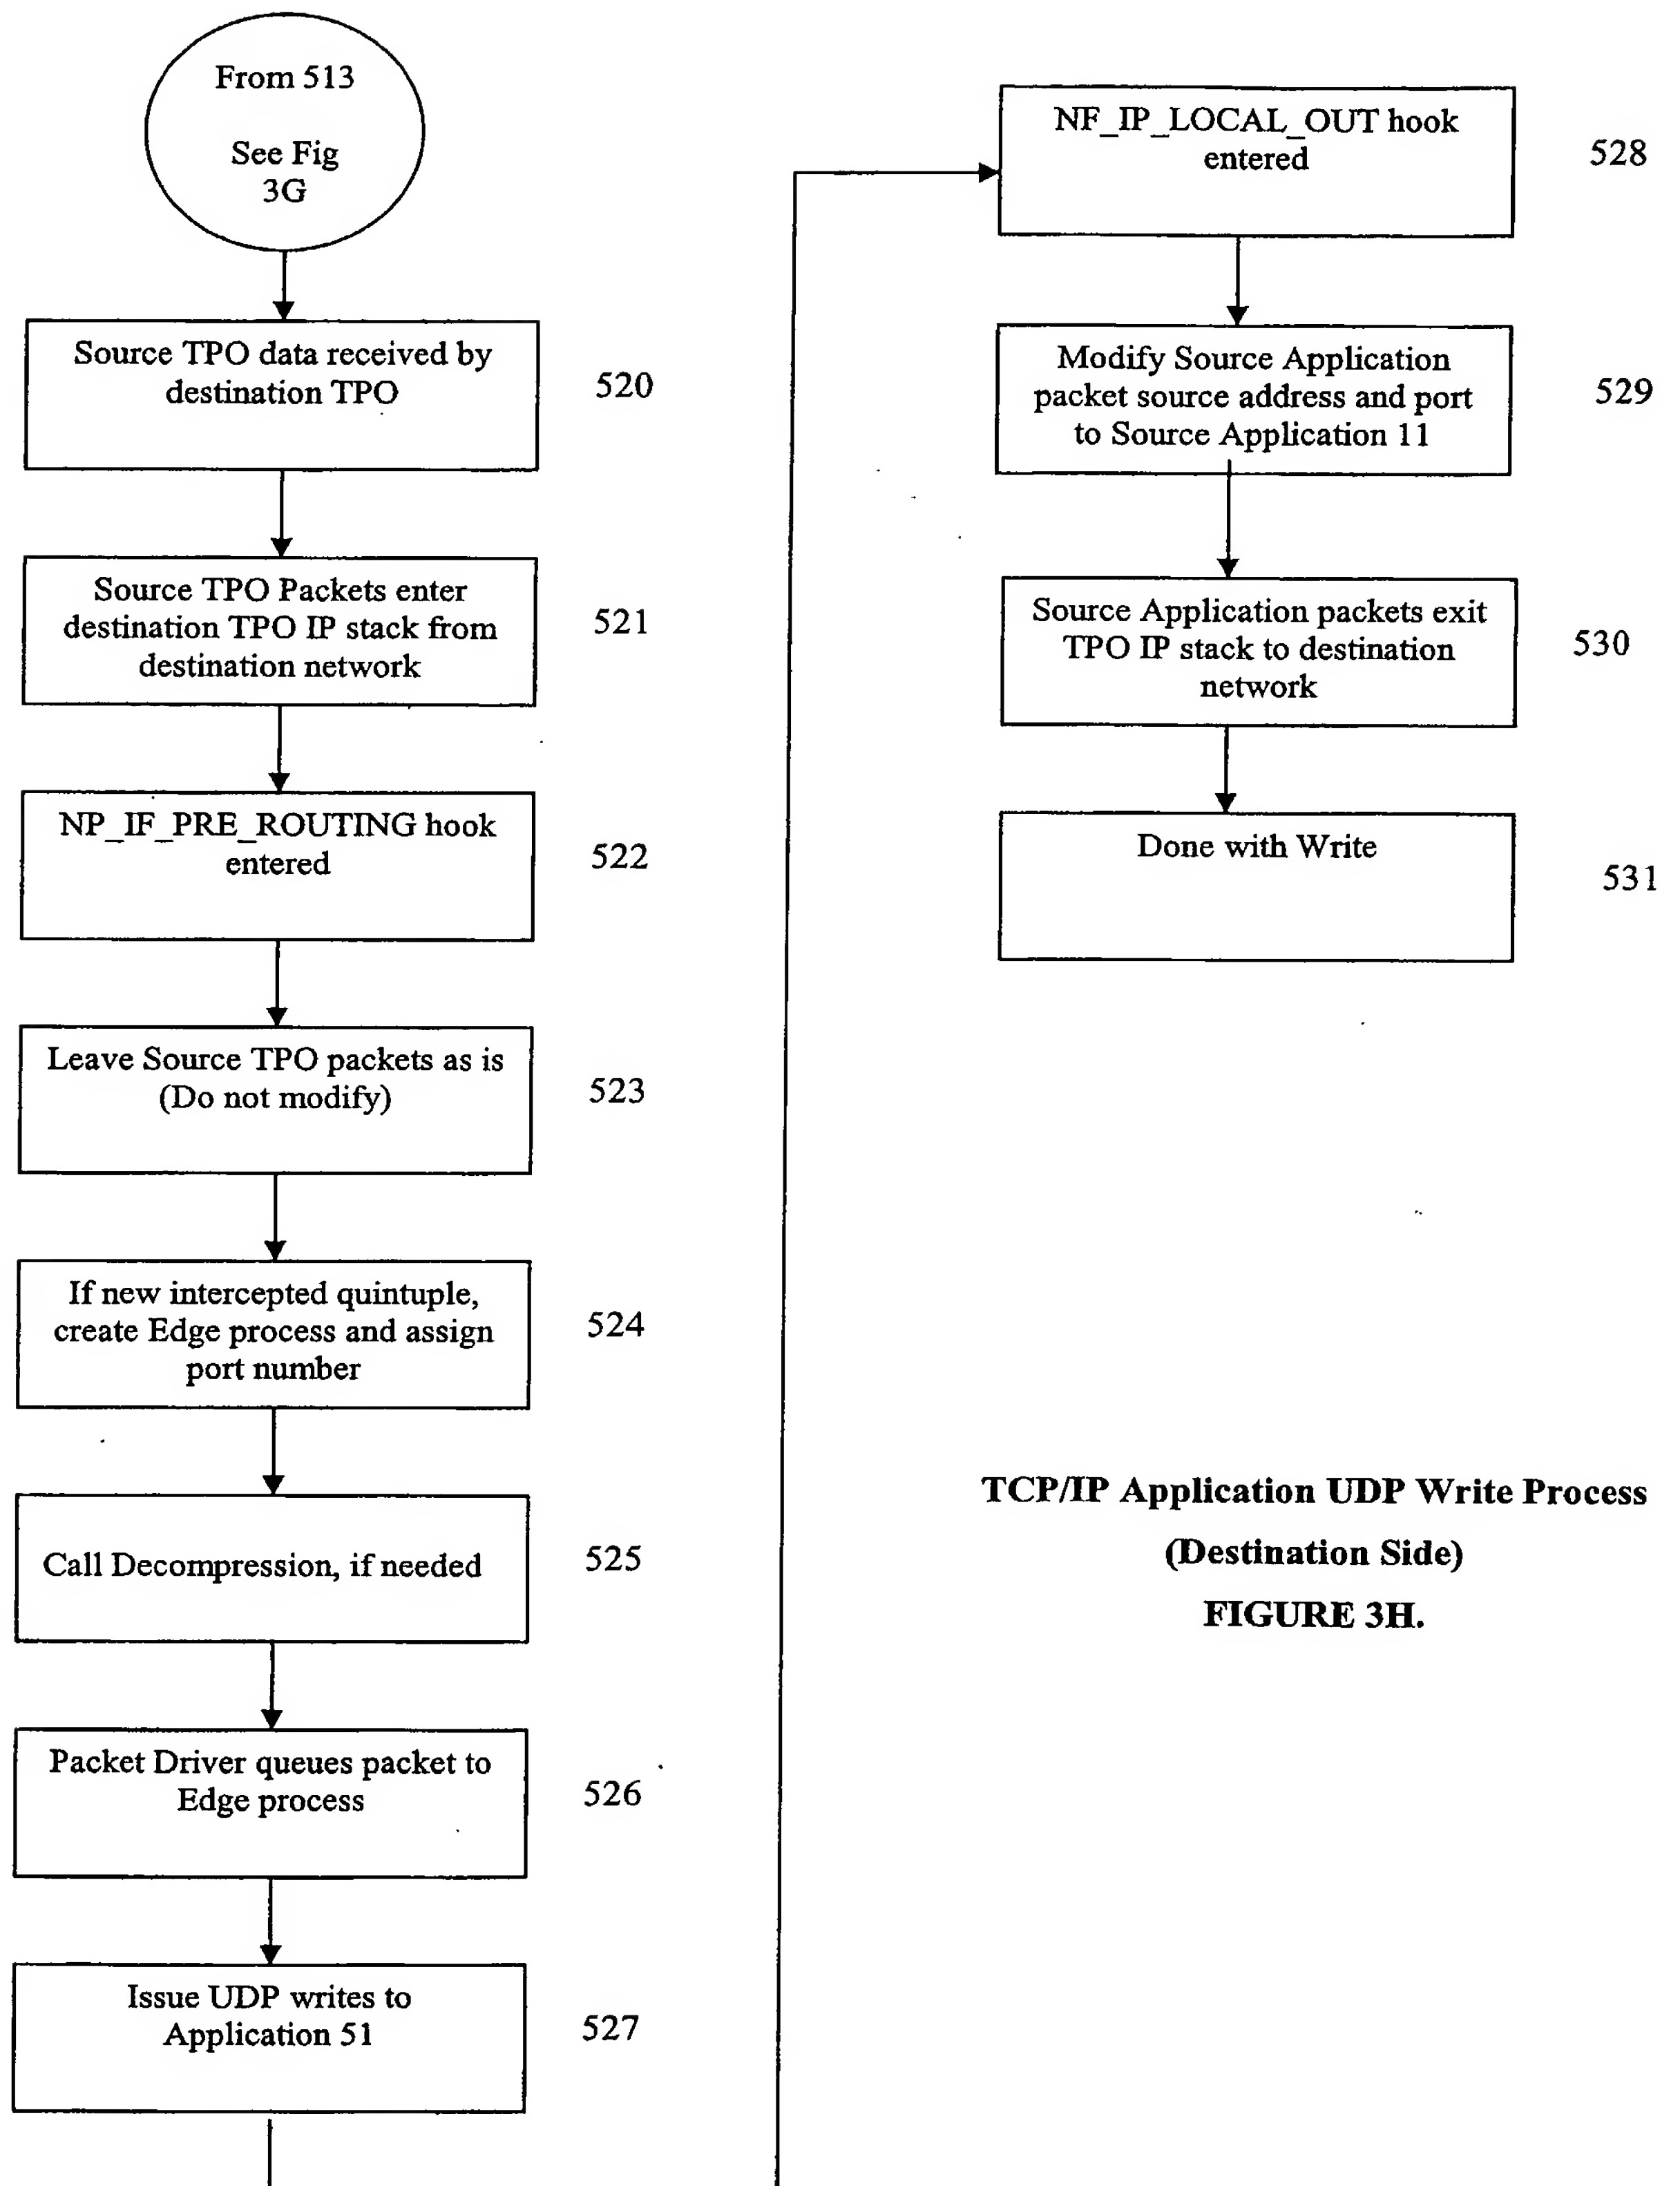 From 513
See Fig
3G
Source TPO data received by
destination TPO
520
Source TPO Packets enter
destination TPO IP stack from
destination network
521
NP_IF_PRE_ROUTING hook
entered
522
Leave Source TPO packets as is
(Do not modify)
523
If new intercepted quintuple,
create Edge process and assign
port number
524
Call Decompression, if needed
525
Packet Driver queues packet to
Edge process
526
Issue UDP writes to
Application 51
527
NF_IP_LOCAL_OUT hook
entered
528
Modify Source Application
packet source address and port
to Source Application 11
529
Source Application packets exit
TPO IP stack to destination
network
530
Done with Write
531
TCP/IP Application UDP Write Process
(Destination Side)
FIGURE 3H.